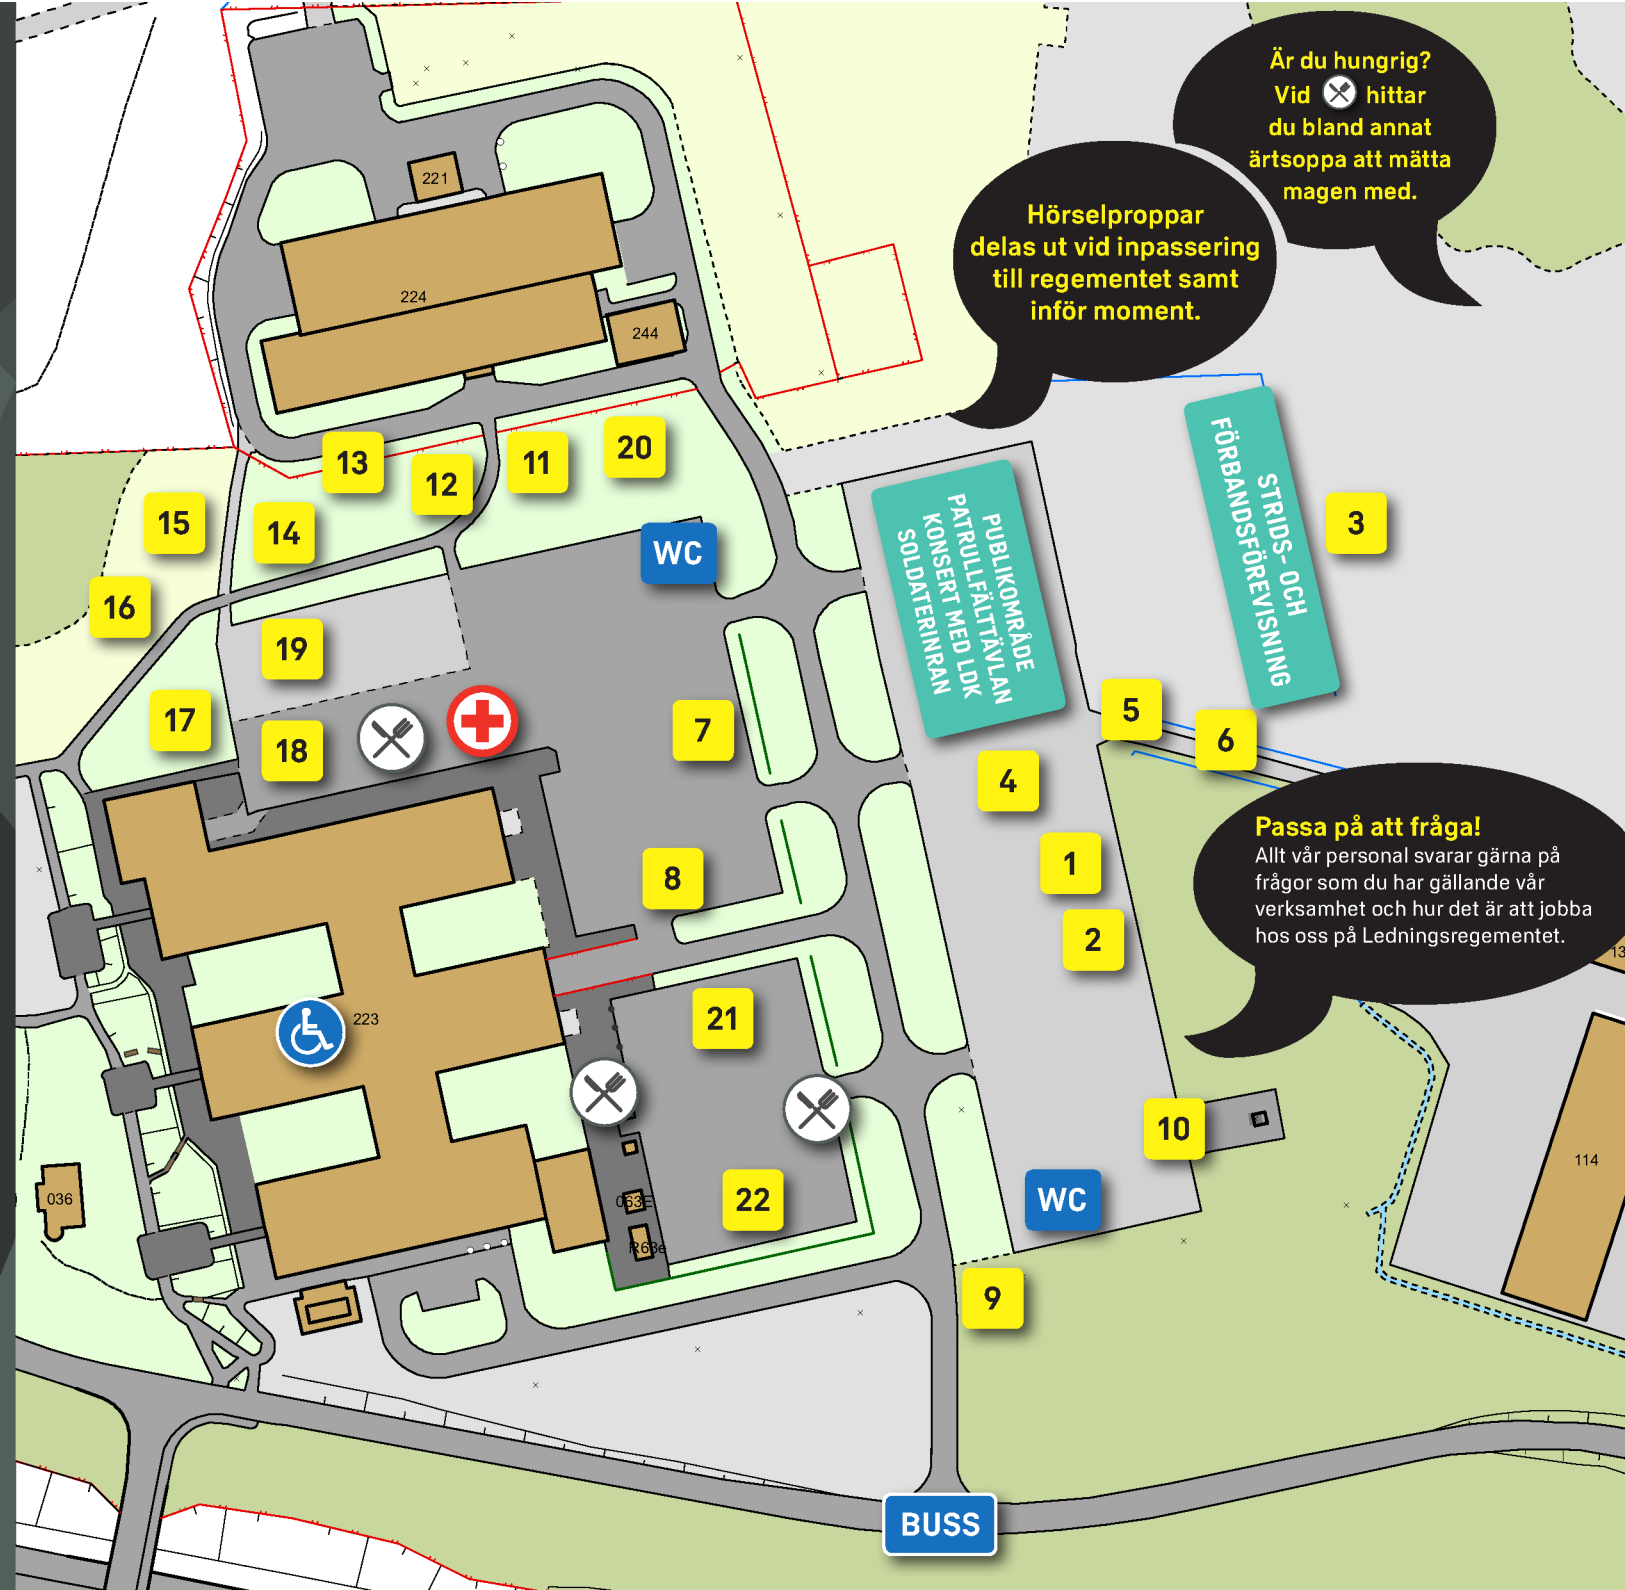 Är du hungrig?
Vid hittar
du bland annat
ärtsoppa att mätta
magen med.
Hörselproppar
delas ut vid inpassering
till regementet samt
inför moment.
221
224
244
13
12
11
20
15
14
16
WC
PUBLIKOMRÅDE
PATRULLFÄLTTÄVLAN
KONSERT MED LDK
SOLDATERINRAN
STRIDS- OCH
FÖRBANDSFÖREVISNING
3
19
17
18
7
5
6
4
8
1
2
Passa på att fråga!
Allt vår personal svarar gärna på
frågor som du har gällande vår
verksamhet och hur det är att jobba
hos oss på Ledningsregementet.
13
223
21
10
114
036
063E
R63e
22
WC
9
BUSS